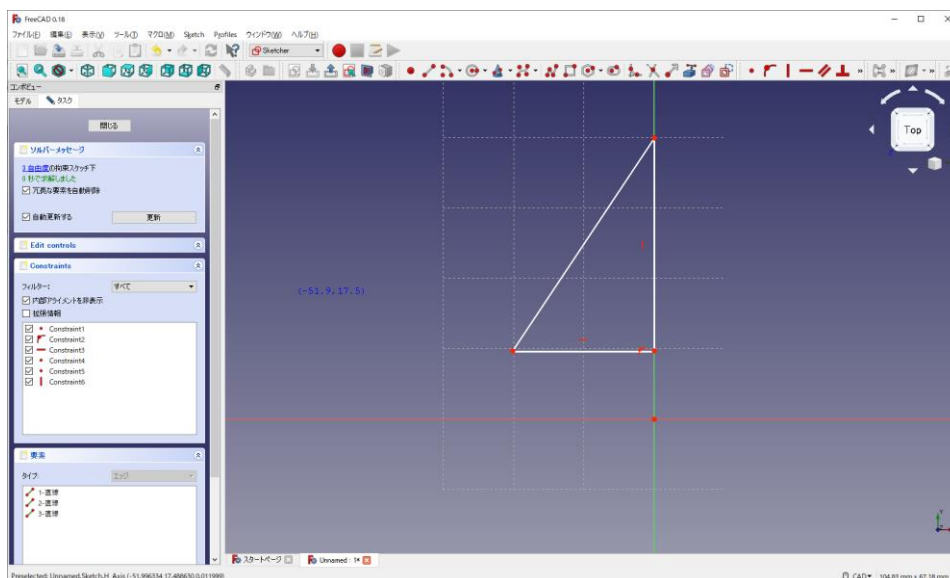 FreeCAD 0.18
ファイル(F) 編集(E) 表示(V) ツール(T) マクロ(M) Sketch Profiles ウィンドウ(W) ヘルプ(H)
Sketcher
コンボビュー
モデル タスク
閉じる
ソルバーメッセージ
3 自由度の拘束スケッチ下
0 秒で求解しました
冗長な要素を自動削除
自動更新する 更新
Edit controls
Constraints
フィルター: すべて
内部アライメントを非表示
拡張情報
Constraint1
Constraint2
Constraint3
Constraint4
Constraint5
Constraint6
要素
タイプ: エッジ
1-直線
2-直線
3-直線
(-51.9,17.5)
Top
スタートページ Unnamed : 1*
Preselected: Unnamed.Sketch.H_Axis (-51.996334,17.488630,0.011999)
CAD 104.81 mm x 67.18 mm